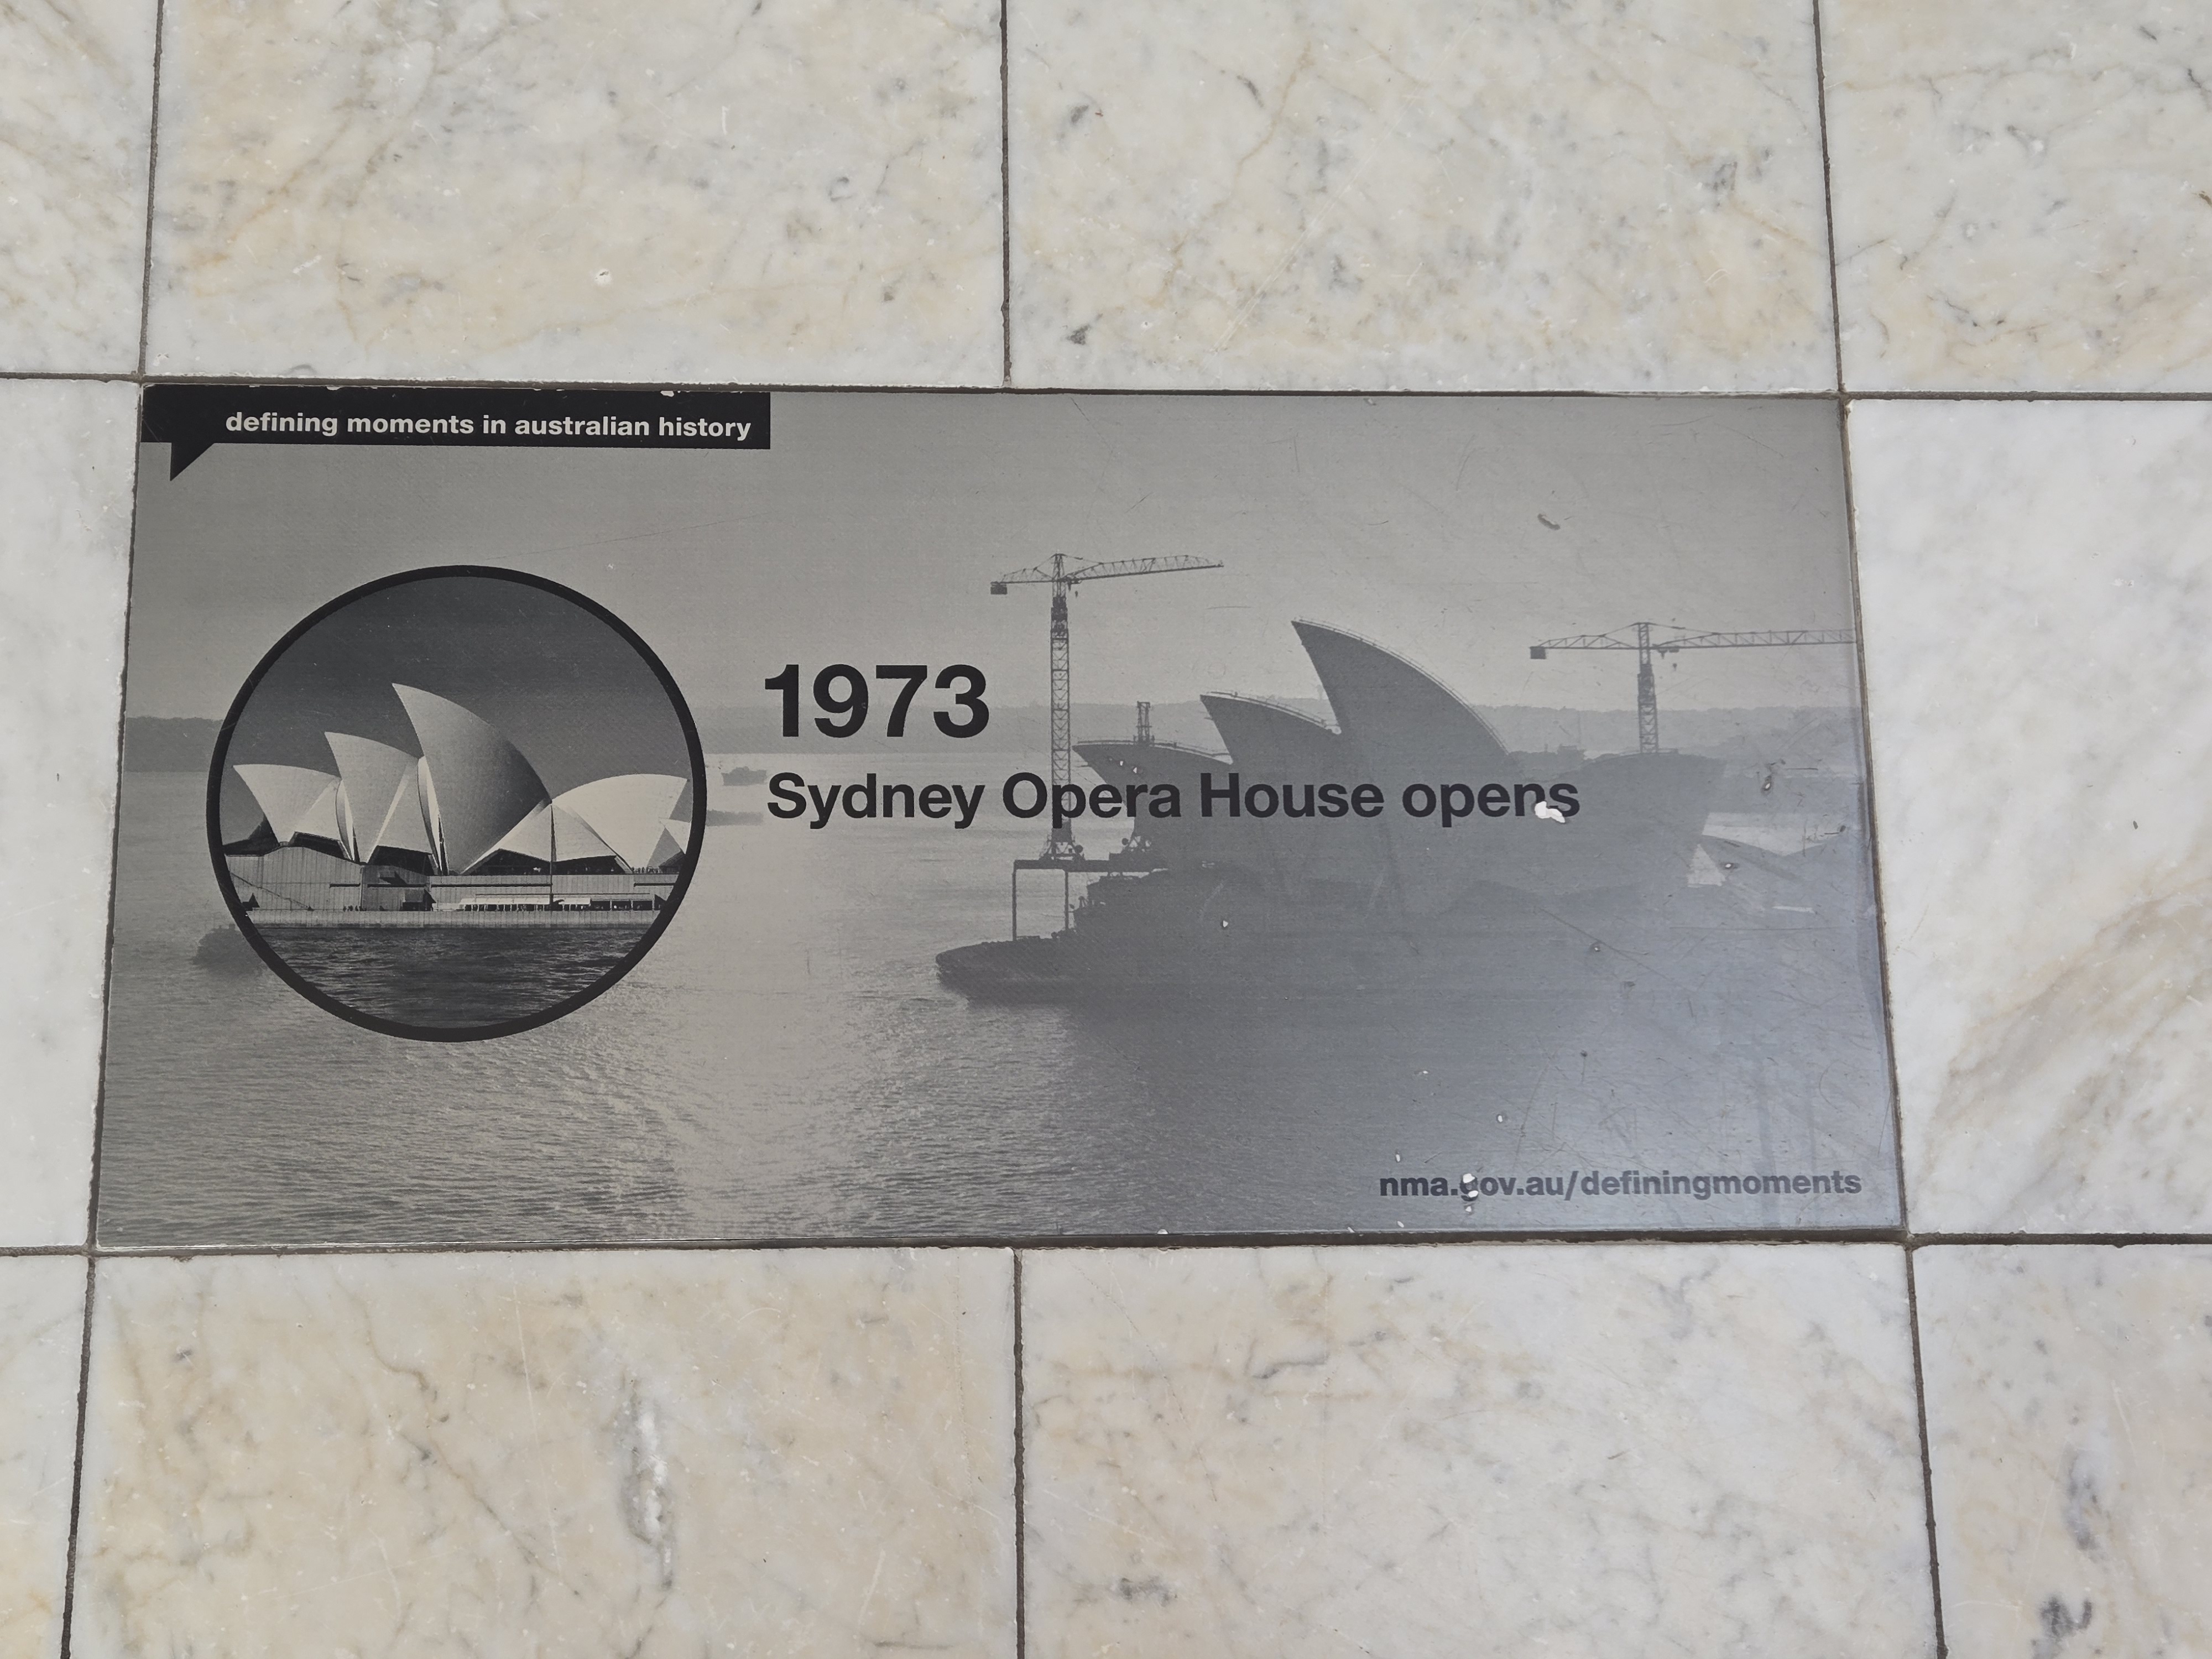 defining moments in australian history
1973
Sydney Opera House opens
nma.gov.au/definingmoments